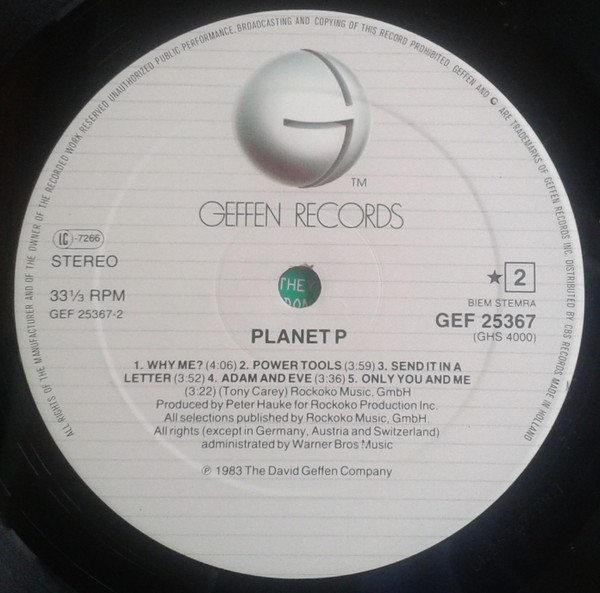 ALL RIGHTS OF THE MANUFACTURER AND OF THE OWNER OF THE RECORDED WORK RESERVED. UNAUTHORIZED PUBLIC PERFORMANCE, BROADCASTING AND COPYING OF THIS RECORD PROHIBITED. GEFFEN AND G ARE TRADEMARKS OF GEFFEN RECORDS INC. DISTRIBUTED BY CBS RECORDS. MADE IN HOLLAND
G
TM
GEFFEN RECORDS
LC-7266
STEREO
33 1/3 RPM
GEF 25367-2
THEY
★ 2
BIEM STEMRA
GEF 25367
(GHS 4000)
PLANET P
1. WHY ME? (4:06) 2. POWER TOOLS (3:59) 3. SEND IT IN A
LETTER (3:52) 4. ADAM AND EVE (3:36) 5. ONLY YOU AND ME
(3:22) (Tony Carey) Rockoko Music, GmbH
Produced by Peter Hauke for Rockoko Production Inc.
All selections published by Rockoko Music, GmbH.
All rights (except in Germany, Austria and Switzerland)
administrated by Warner Bros Music
℗ 1983 The David Geffen Company